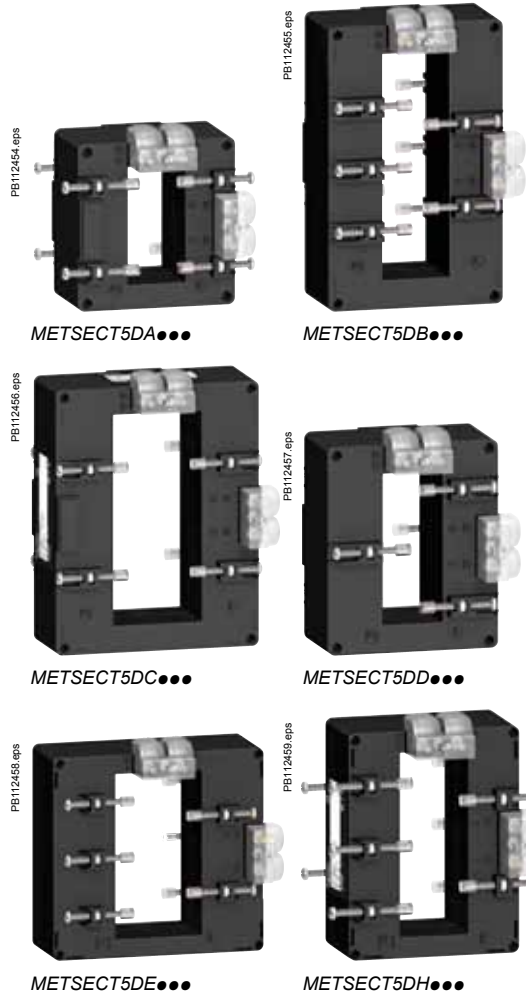 PB112454.eps
METSECT5DA●●●
PB112455.eps
METSECT5DB●●●
PB112456.eps
METSECT5DC●●●
PB112457.eps
METSECT5DD●●●
PB112458.eps
METSECT5DE●●●
PB112459.eps
METSECT5DH●●●